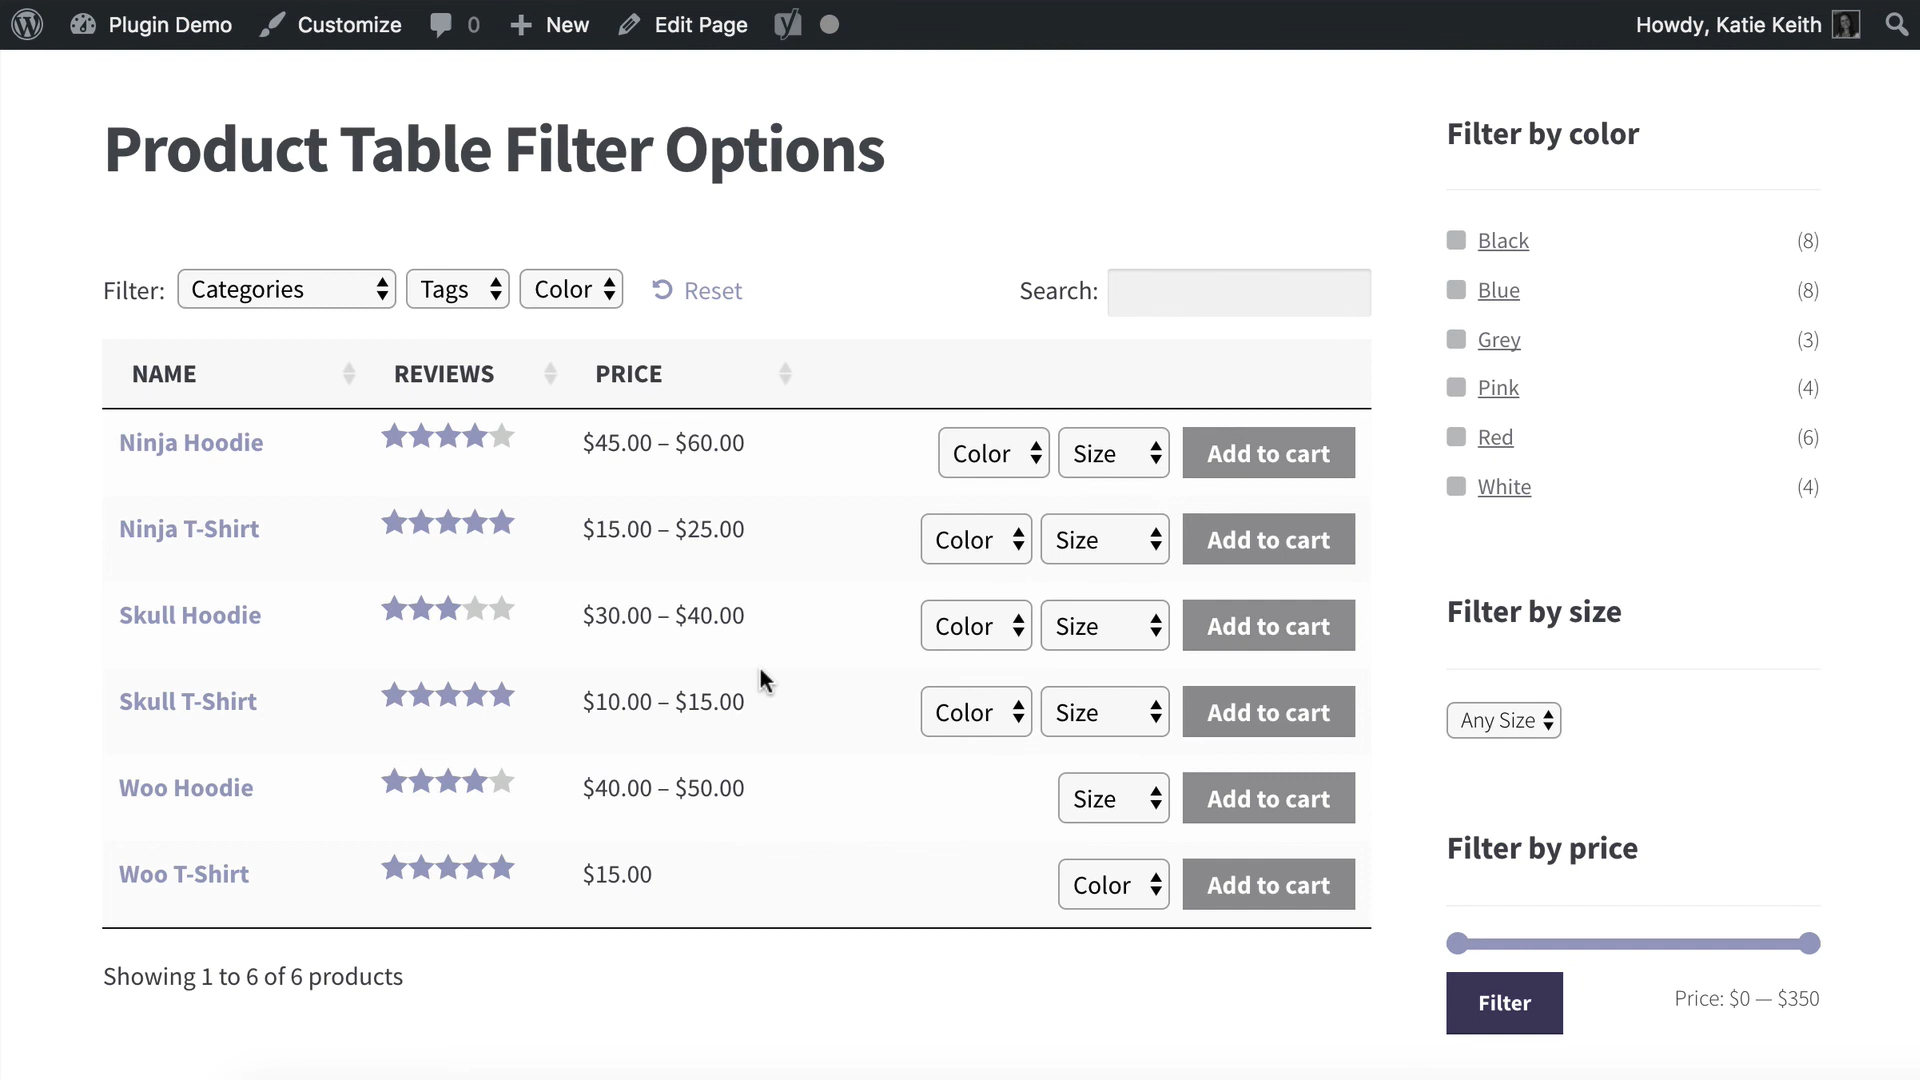 Plugin Demo Customize 0 New Edit Page Howdy, Katie Keith
Product Table Filter Options
Filter: Categories Tags Color Reset Search:
NAME REVIEWS PRICE
Ninja Hoodie $45.00 – $60.00 Color Size Add to cart
Ninja T-Shirt $15.00 – $25.00 Color Size Add to cart
Skull Hoodie $30.00 – $40.00 Color Size Add to cart
Skull T-Shirt $10.00 – $15.00 Color Size Add to cart
Woo Hoodie $40.00 – $50.00 Size Add to cart
Woo T-Shirt $15.00 Color Add to cart
Showing 1 to 6 of 6 products
Filter by color
Black (8)
Blue (8)
Grey (3)
Pink (4)
Red (6)
White (4)
Filter by size
Any Size
Filter by price
Filter Price: $0 — $350